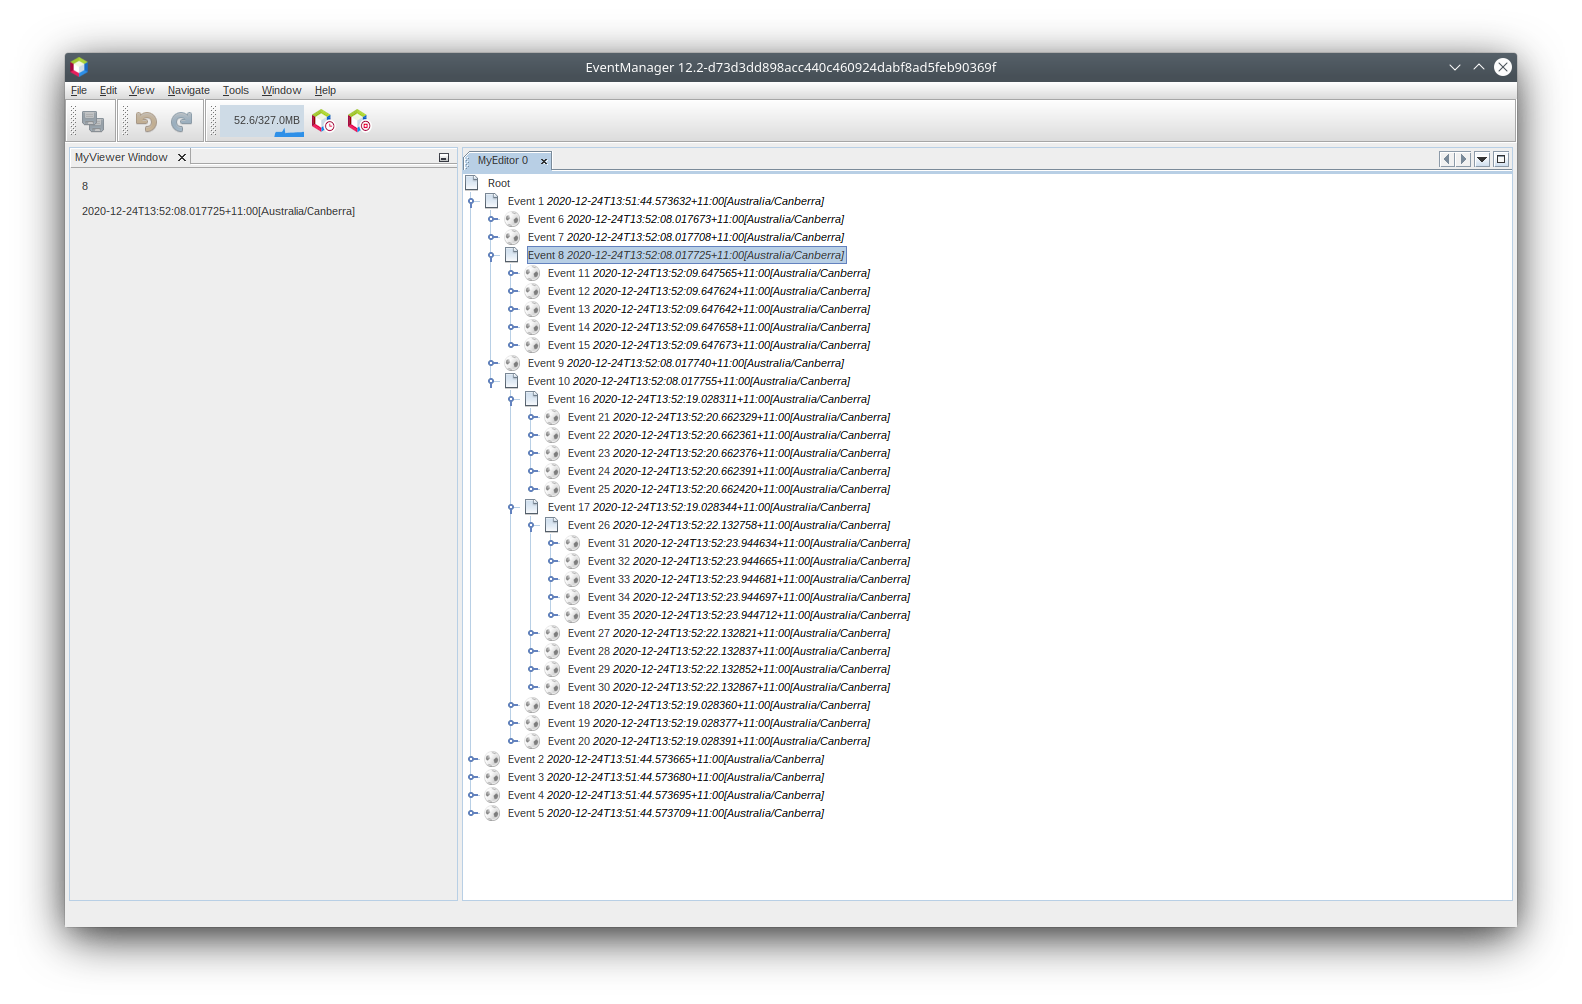 EventManager 12.2-d73d3dd898acc440c460924dabf8ad5feb90369f
File Edit View Navigate Tools Window Help
52.6/327.0MB
MyViewer Window
8
2020-12-24T13:52:08.017725+11:00[Australia/Canberra]
MyEditor 0
Root
Event 1 2020-12-24T13:51:44.573632+11:00[Australia/Canberra]
Event 6 2020-12-24T13:52:08.017673+11:00[Australia/Canberra]
Event 7 2020-12-24T13:52:08.017708+11:00[Australia/Canberra]
Event 8 2020-12-24T13:52:08.017725+11:00[Australia/Canberra]
Event 11 2020-12-24T13:52:09.647565+11:00[Australia/Canberra]
Event 12 2020-12-24T13:52:09.647624+11:00[Australia/Canberra]
Event 13 2020-12-24T13:52:09.647642+11:00[Australia/Canberra]
Event 14 2020-12-24T13:52:09.647658+11:00[Australia/Canberra]
Event 15 2020-12-24T13:52:09.647673+11:00[Australia/Canberra]
Event 9 2020-12-24T13:52:08.017740+11:00[Australia/Canberra]
Event 10 2020-12-24T13:52:08.017755+11:00[Australia/Canberra]
Event 16 2020-12-24T13:52:19.028311+11:00[Australia/Canberra]
Event 21 2020-12-24T13:52:20.662329+11:00[Australia/Canberra]
Event 22 2020-12-24T13:52:20.662361+11:00[Australia/Canberra]
Event 23 2020-12-24T13:52:20.662376+11:00[Australia/Canberra]
Event 24 2020-12-24T13:52:20.662391+11:00[Australia/Canberra]
Event 25 2020-12-24T13:52:20.662420+11:00[Australia/Canberra]
Event 17 2020-12-24T13:52:19.028344+11:00[Australia/Canberra]
Event 26 2020-12-24T13:52:22.132758+11:00[Australia/Canberra]
Event 31 2020-12-24T13:52:23.944634+11:00[Australia/Canberra]
Event 32 2020-12-24T13:52:23.944665+11:00[Australia/Canberra]
Event 33 2020-12-24T13:52:23.944681+11:00[Australia/Canberra]
Event 34 2020-12-24T13:52:23.944697+11:00[Australia/Canberra]
Event 35 2020-12-24T13:52:23.944712+11:00[Australia/Canberra]
Event 27 2020-12-24T13:52:22.132821+11:00[Australia/Canberra]
Event 28 2020-12-24T13:52:22.132837+11:00[Australia/Canberra]
Event 29 2020-12-24T13:52:22.132852+11:00[Australia/Canberra]
Event 30 2020-12-24T13:52:22.132867+11:00[Australia/Canberra]
Event 18 2020-12-24T13:52:19.028360+11:00[Australia/Canberra]
Event 19 2020-12-24T13:52:19.028377+11:00[Australia/Canberra]
Event 20 2020-12-24T13:52:19.028391+11:00[Australia/Canberra]
Event 2 2020-12-24T13:51:44.573665+11:00[Australia/Canberra]
Event 3 2020-12-24T13:51:44.573680+11:00[Australia/Canberra]
Event 4 2020-12-24T13:51:44.573695+11:00[Australia/Canberra]
Event 5 2020-12-24T13:51:44.573709+11:00[Australia/Canberra]